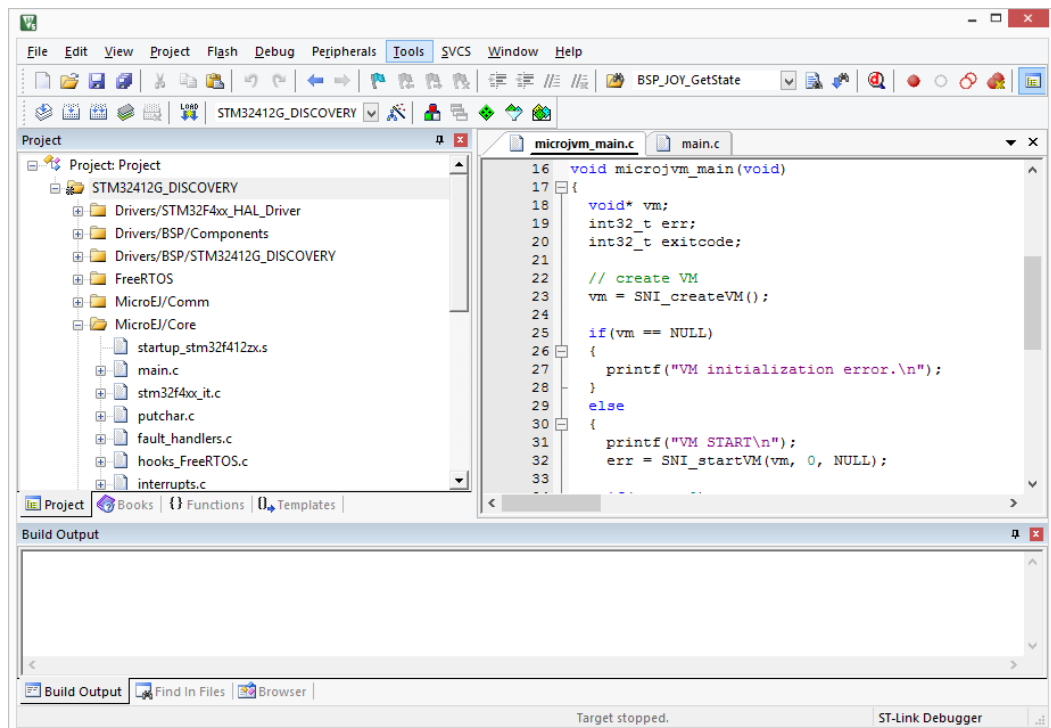 File Edit View Project Flash Debug Peripherals Tools SVCS Window Help
BSP_JOY_GetState
LOAD STM32412G_DISCOVERY
Project
Project: Project
STM32412G_DISCOVERY
Drivers/STM32F4xx_HAL_Driver
Drivers/BSP/Components
Drivers/BSP/STM32412G_DISCOVERY
FreeRTOS
MicroEJ/Comm
MicroEJ/Core
startup_stm32f412zx.s
main.c
stm32f4xx_it.c
putchar.c
fault_handlers.c
hooks_FreeRTOS.c
interrupts.c
Project Books {} Functions Templates
microjvm_main.c main.c
16 void microjvm_main(void)
17 {
18 void* vm;
19 int32_t err;
20 int32_t exitcode;
21
22 // create VM
23 vm = SNI_createVM();
24
25 if(vm == NULL)
26 {
27 printf("VM initialization error.\n");
28 }
29 else
30 {
31 printf("VM START\n");
32 err = SNI_startVM(vm, 0, NULL);
33
Build Output
Build Output Find In Files Browser
Target stopped. ST-Link Debugger